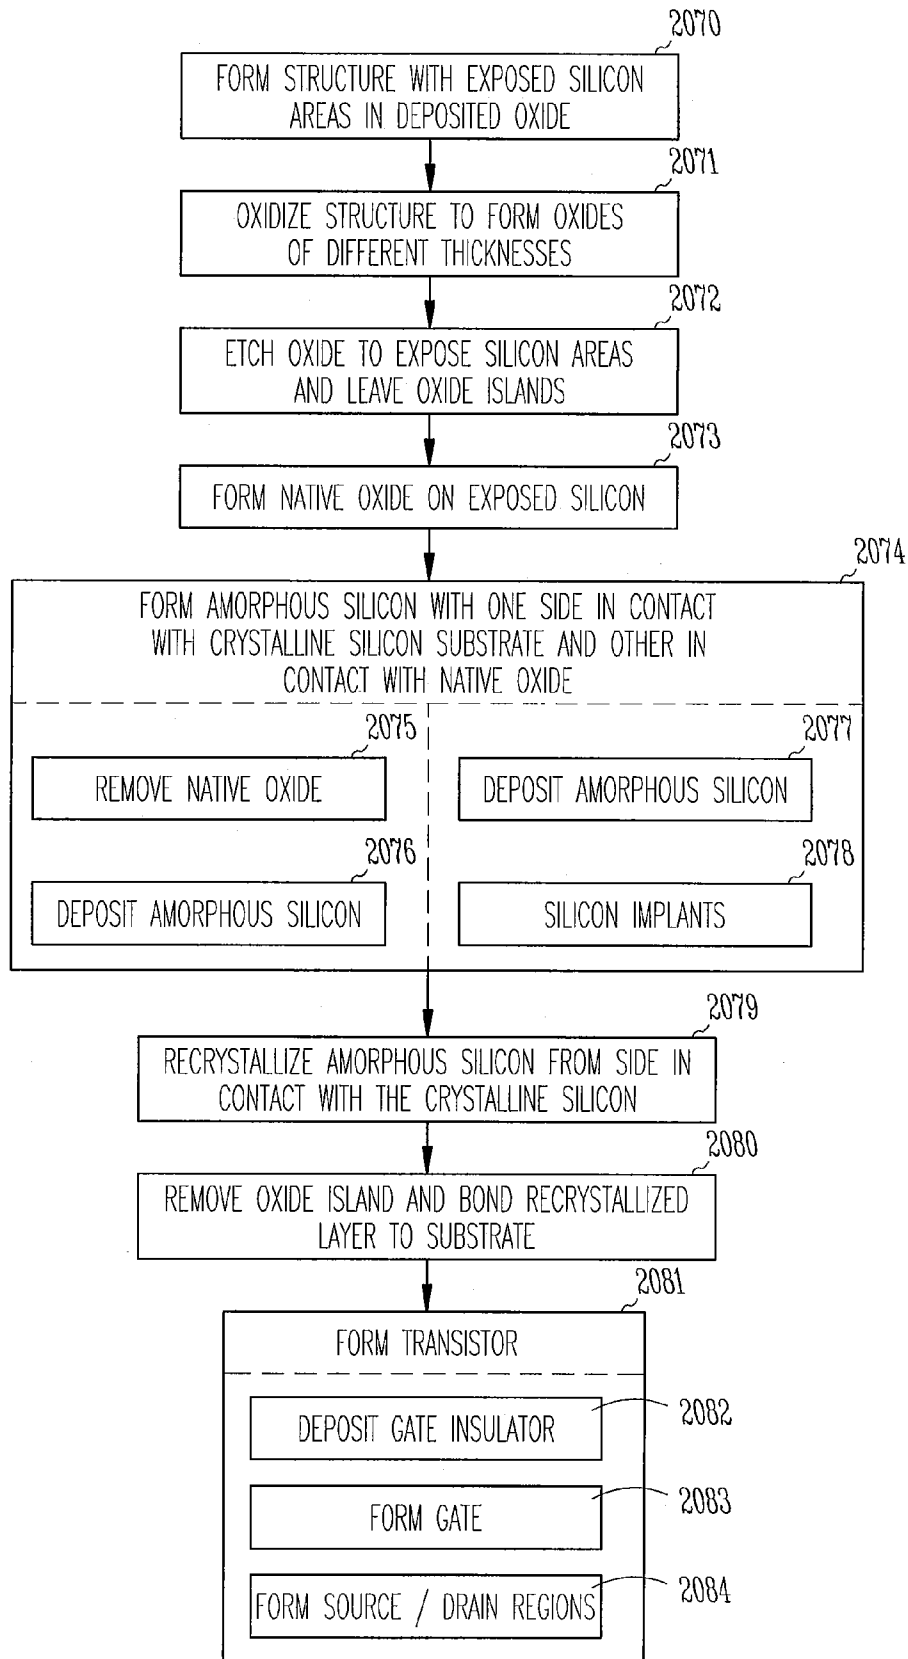 2070
FORM STRUCTURE WITH EXPOSED SILICON
AREAS IN DEPOSITED OXIDE
2071
OXIDIZE STRUCTURE TO FORM OXIDES
OF DIFFERENT THICKNESSES
2072
ETCH OXIDE TO EXPOSE SILICON AREAS
AND LEAVE OXIDE ISLANDS
2073
FORM NATIVE OXIDE ON EXPOSED SILICON
2074
FORM AMORPHOUS SILICON WITH ONE SIDE IN CONTACT
WITH CRYSTALLINE SILICON SUBSTRATE AND OTHER IN
CONTACT WITH NATIVE OXIDE
2075
REMOVE NATIVE OXIDE
2076
DEPOSIT AMORPHOUS SILICON
2077
DEPOSIT AMORPHOUS SILICON
2078
SILICON IMPLANTS
2079
RECRYSTALLIZE AMORPHOUS SILICON FROM SIDE IN
CONTACT WITH THE CRYSTALLINE SILICON
2080
REMOVE OXIDE ISLAND AND BOND RECRYSTALLIZED
LAYER TO SUBSTRATE
2081
FORM TRANSISTOR
DEPOSIT GATE INSULATOR
2082
FORM GATE
2083
FORM SOURCE / DRAIN REGIONS
2084